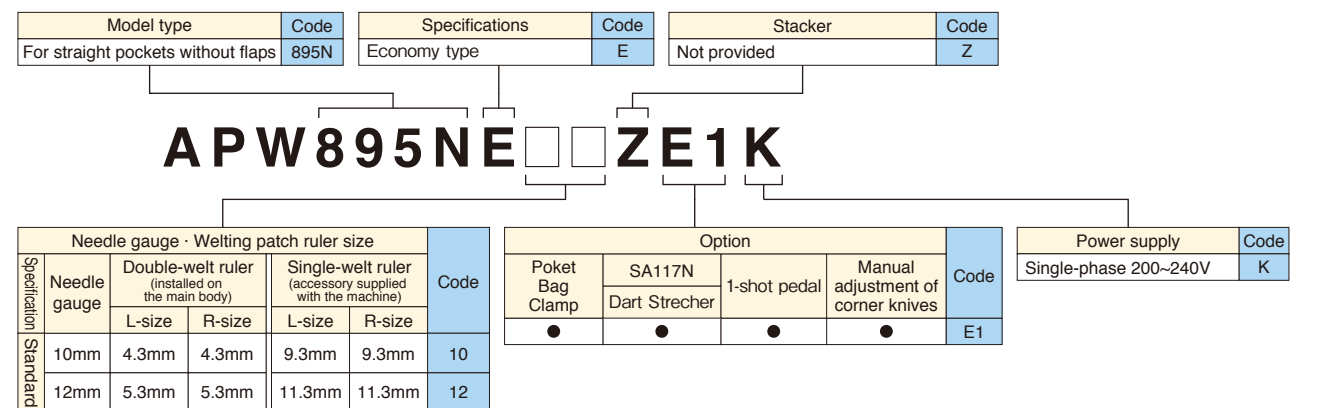 Model type Code
For straight pockets without flaps 895N
Specifications Code
Economy type E
Stacker Code
Not provided Z
APW895NE□□ZE1K
Needle gauge · Welting patch ruler size Code
Specification
Needle gauge
Double-welt ruler
(installed on
the main body)
Single-welt ruler
(accessory supplied
with the machine)
L-size R-size L-size R-size
Standard
10mm 4.3mm 4.3mm 9.3mm 9.3mm 10
12mm 5.3mm 5.3mm 11.3mm 11.3mm 12
Option Code
Poket
Bag
Clamp
SA117N
Dart Strecher
1-shot pedal
Manual
adjustment of
corner knives
● ● ● ● E1
Power supply Code
Single-phase 200~240V K